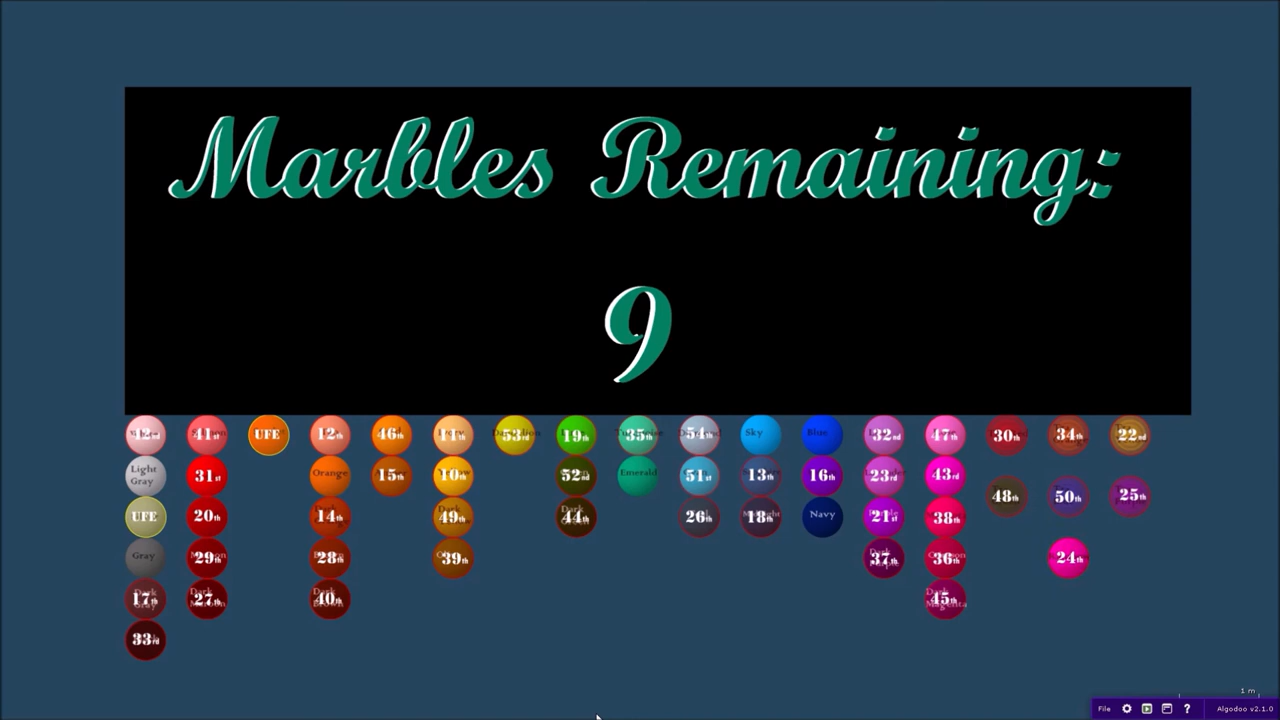 Marbles Remaining:
9
42nd 41st UFE 12th 46th 11th 53rd 19th 35th 54th Sky Blue 32nd 47th 30th 34th 22nd
Light Gray 31st Orange 15th 10th 52nd Emerald 51st 13th 16th 23rd 43rd
48th 50th 25th
UFE 20th 14th 49th 44th 26th 18th Navy 21st 38th
Gray 29th 28th 39th 37th 36th 24th
17th 27th 40th 45th
33rd
1 m
File ? Algodoo v2.1.0